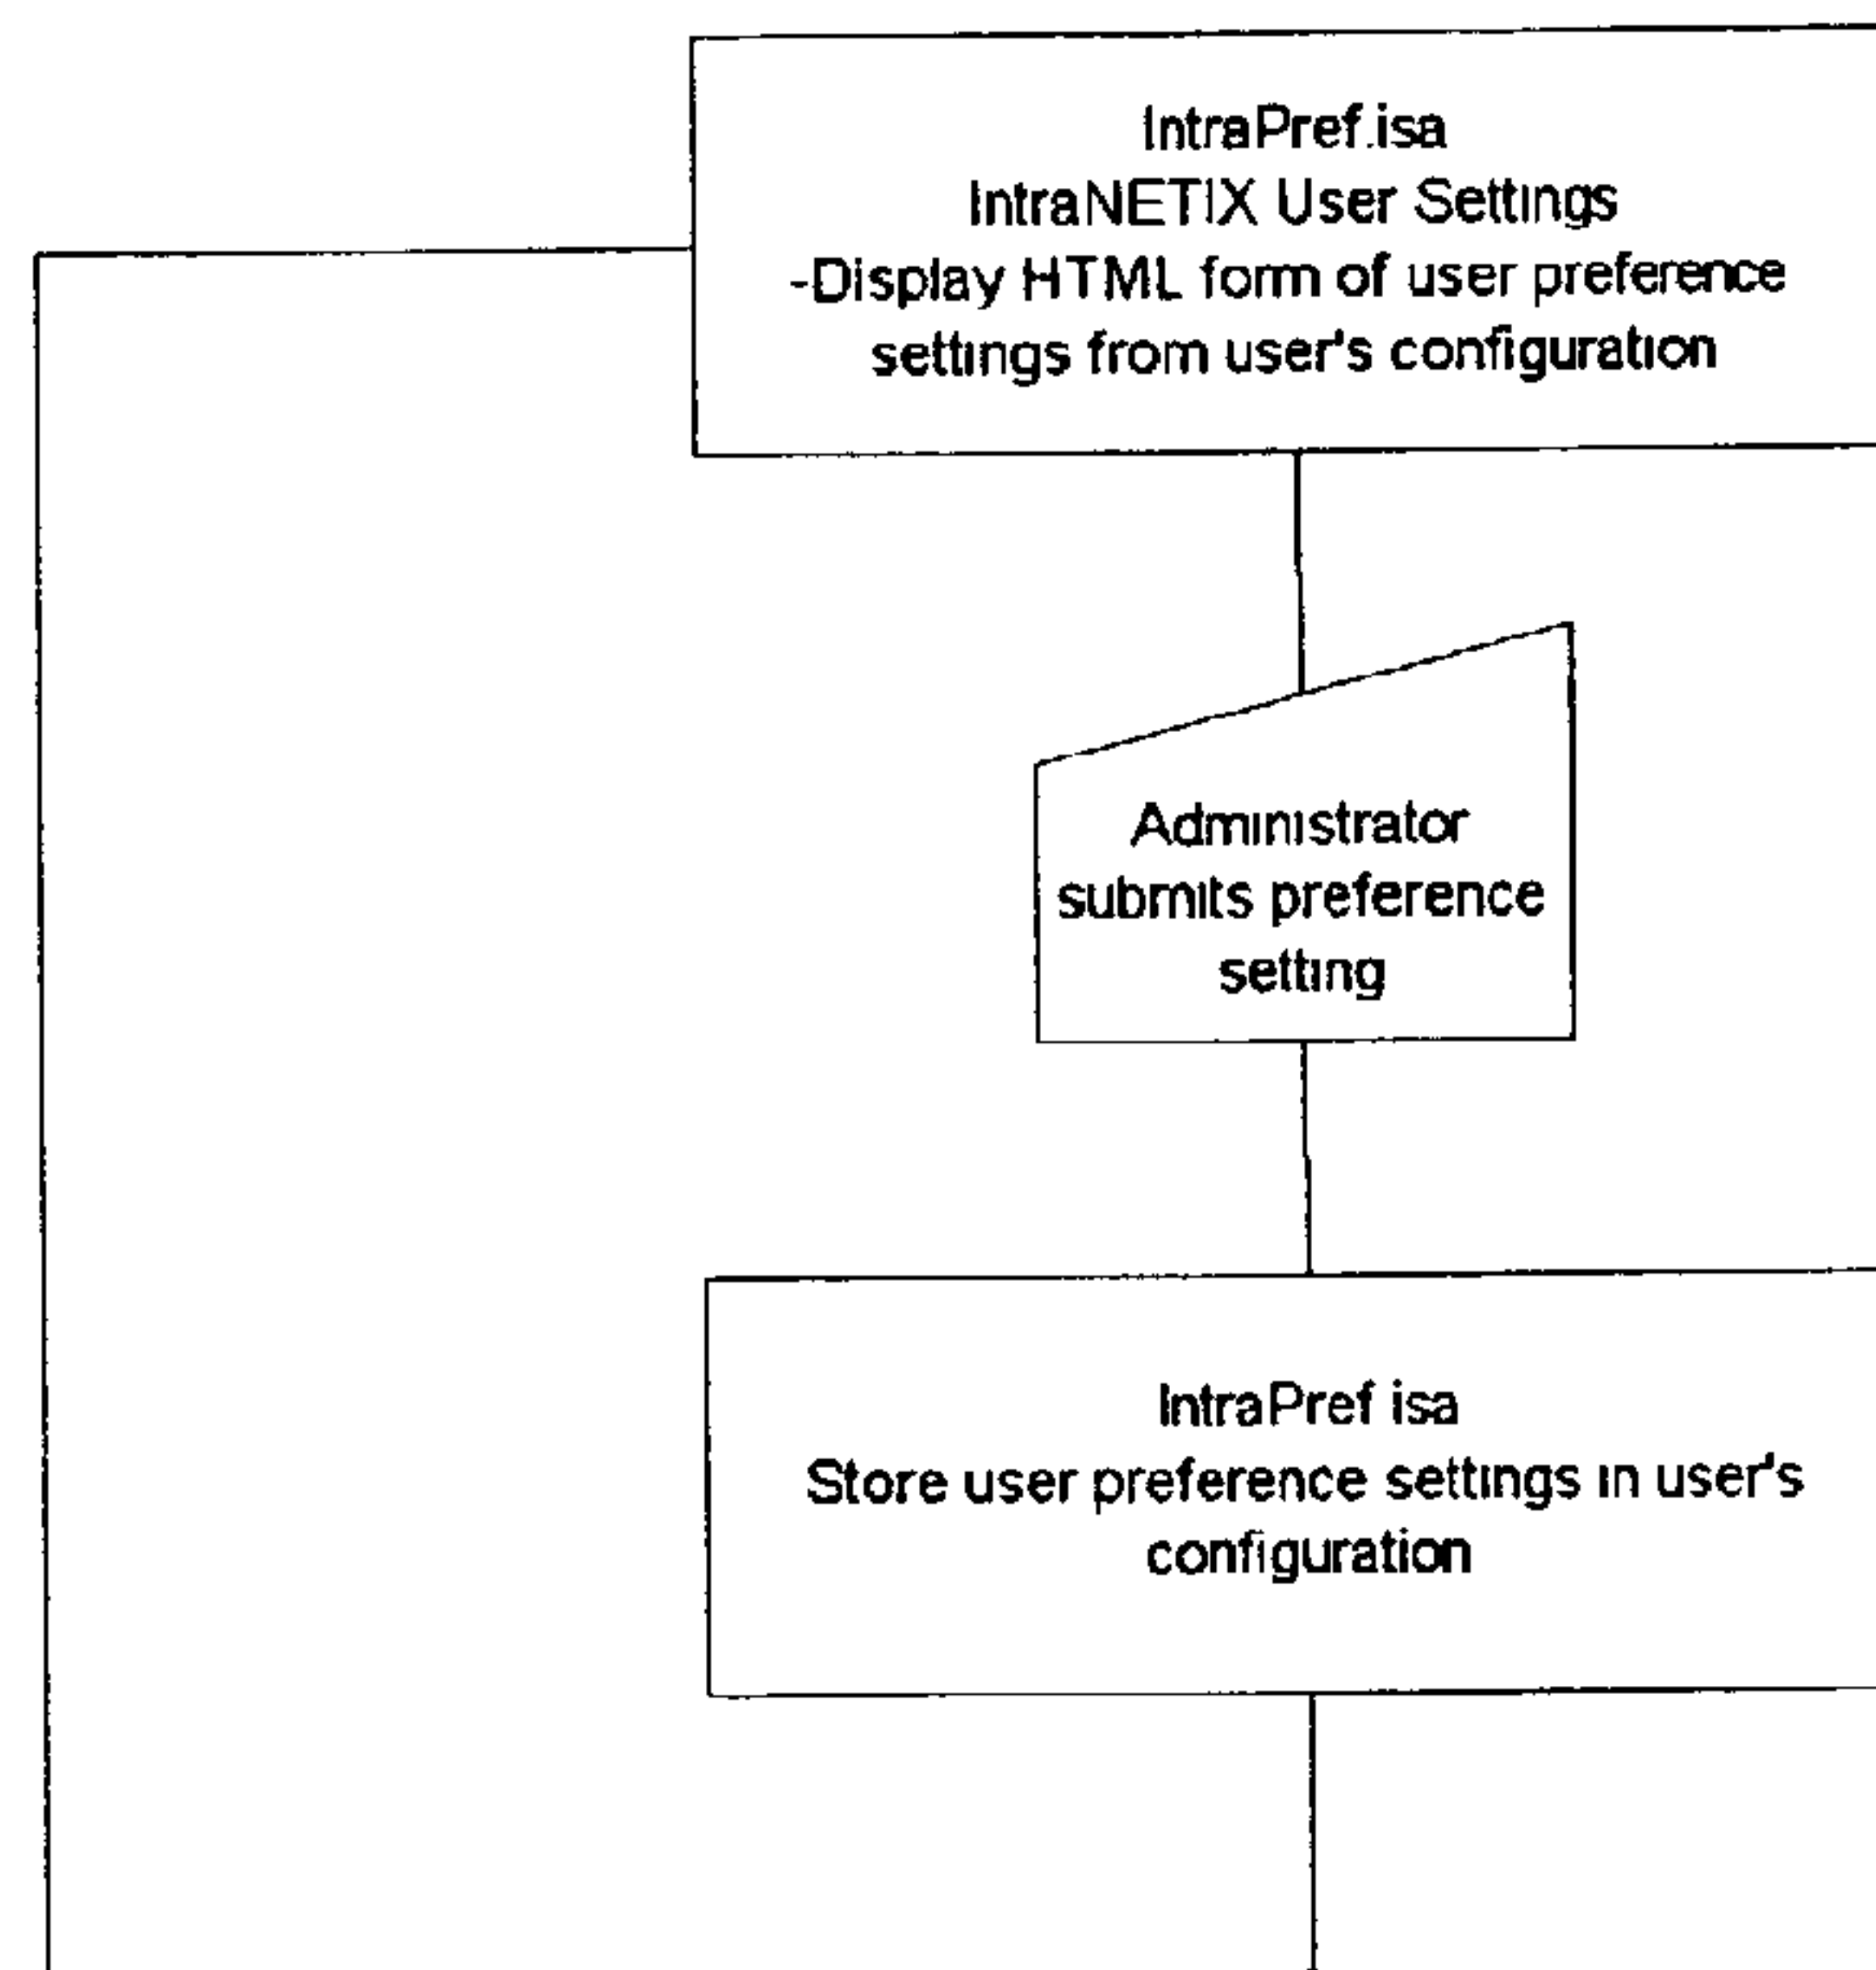 IntraPref.isa
IntraNETIX User Settings
-Display HTML form of user preference
settings from user's configuration
Administrator
submits preference
setting
IntraPref isa
Store user preference settings in user's
configuration